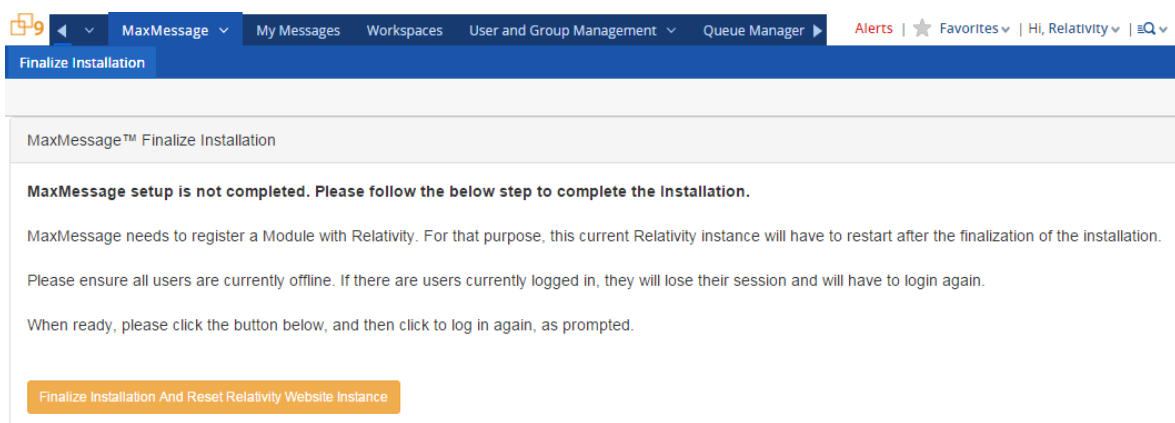 9 MaxMessage My Messages Workspaces User and Group Management Queue Manager Alerts | Favorites | Hi, Relativity |
Finalize Installation
MaxMessage™ Finalize Installation
MaxMessage setup is not completed. Please follow the below step to complete the Installation.
MaxMessage needs to register a Module with Relativity. For that purpose, this current Relativity instance will have to restart after the finalization of the installation.
Please ensure all users are currently offline. If there are users currently logged in, they will lose their session and will have to login again.
When ready, please click the button below, and then click to log in again, as prompted.
Finalize Installation And Reset Relativity Website Instance